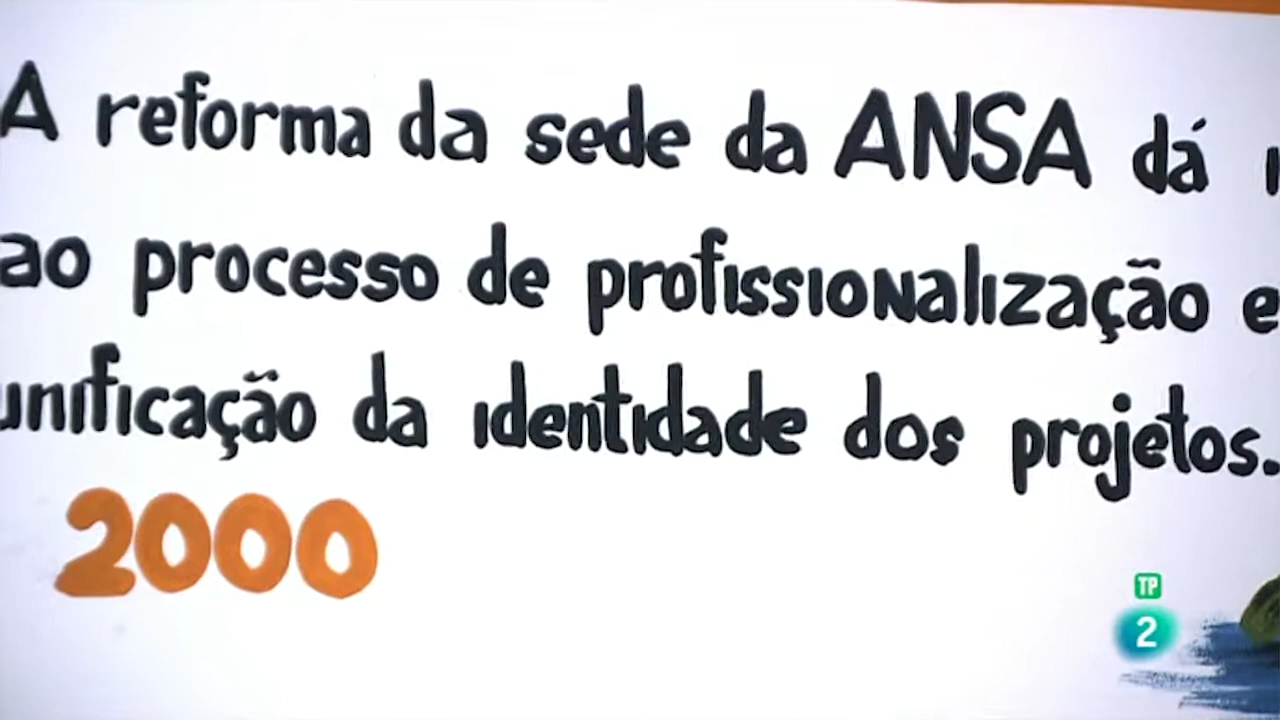 A reforma da sede da ANSA dá
ao processo de profissionalização e
unificação da identidade dos projetos.
2000
TP
2